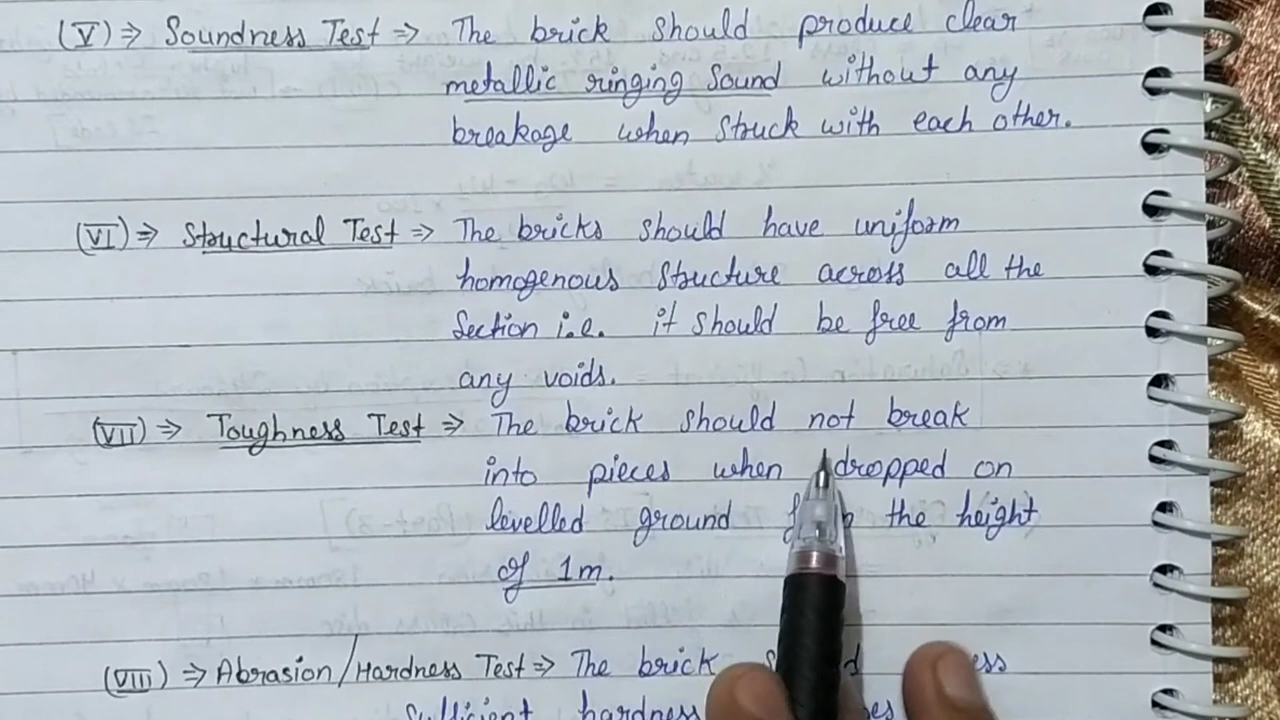 (V) ⇒ Soundness Test ⇒ The brick should produce clear
metallic ringing Sound without any
breakage when struck with each other.
(VI) ⇒ Structural Test ⇒ The bricks should have uniform
homogenous structure across all the
Section i.e. it should be free from
any voids.
(VII) ⇒ Toughness Test ⇒ The brick should not break
into pieces when dropped on
levelled ground the height
of 1m.
(VIII) ⇒ Abrasion/Hardness Test ⇒ The brick
Sufficient hardness